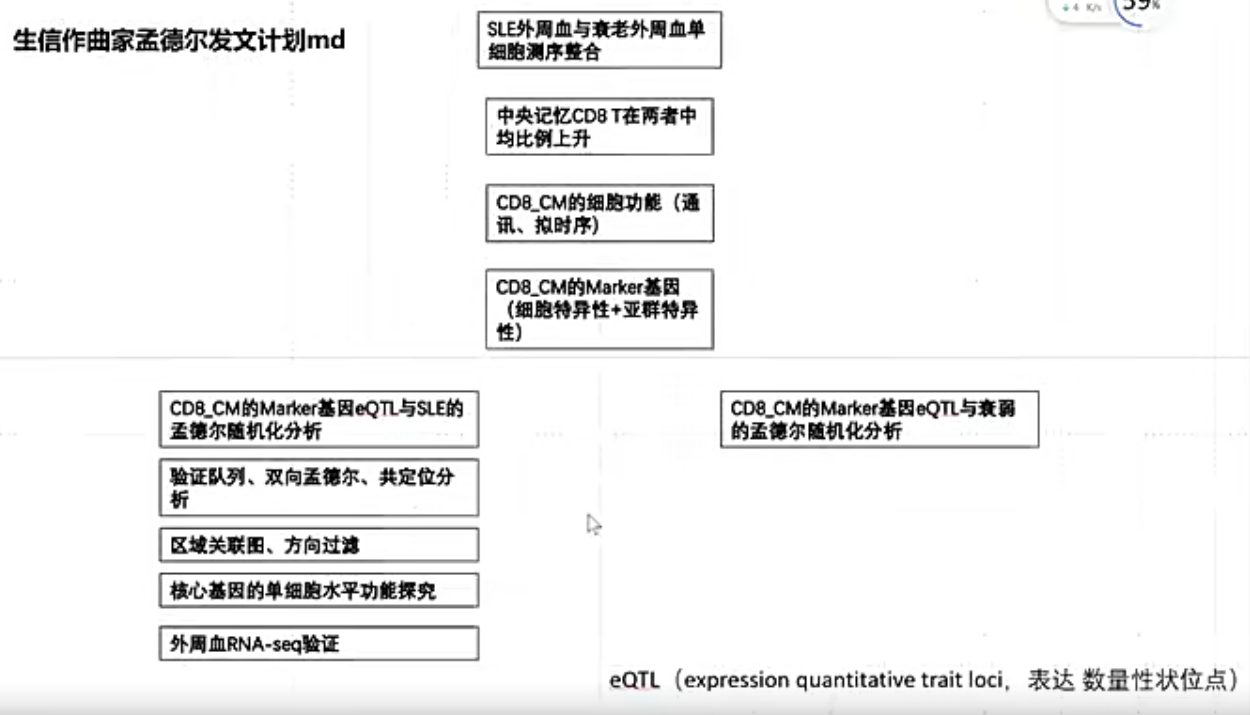 生信作曲家孟德尔发文计划md
SLE外周血与衰老外周血单
细胞测序整合
中央记忆CD8 T在两者中
均比例上升
CD8_CM的细胞功能（通
讯、拟时序）
CD8_CM的Marker基因
（细胞特异性+亚群特异
性）
CD8_CM的Marker基因eQTL与SLE的
孟德尔随机化分析
验证队列、双向孟德尔、共定位分
析
区域关联图、方向过滤
核心基因的单细胞水平功能探究
外周血RNA-seq验证
CD8_CM的Marker基因eQTL与衰弱
的孟德尔随机化分析
eQTL（expression quantitative trait loci，表达 数量性状位点）